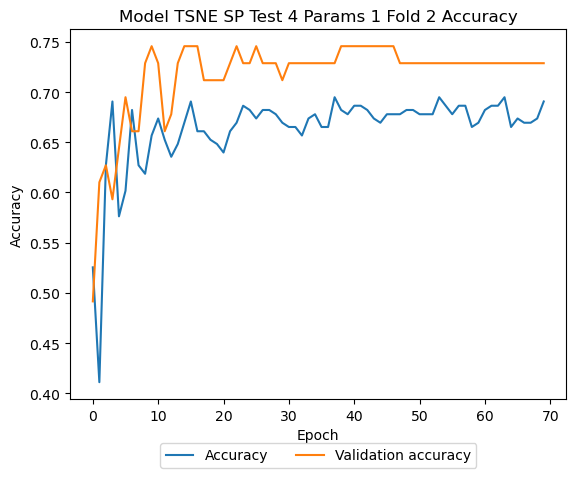 Model TSNE SP Test 4 Params 1 Fold 2 Accuracy
0.75
0.70
0.65
0.60
0.55
0.50
0.45
0.40
Accuracy
0 10 20 30 40 50 60 70
Epoch
Accuracy Validation accuracy